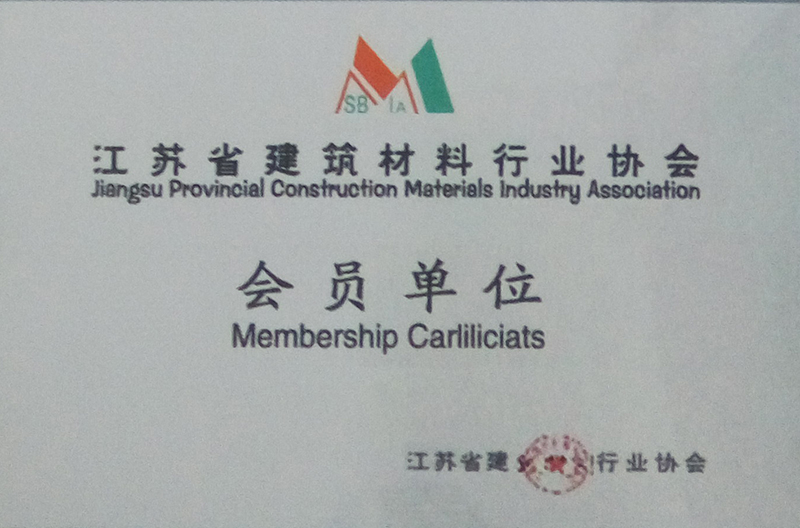 SB IA
江苏省建筑材料行业协会
Jiangsu Provincial Construction Materials Industry Association
会员单位
Membership Carliliciats
江苏省建 行业协会